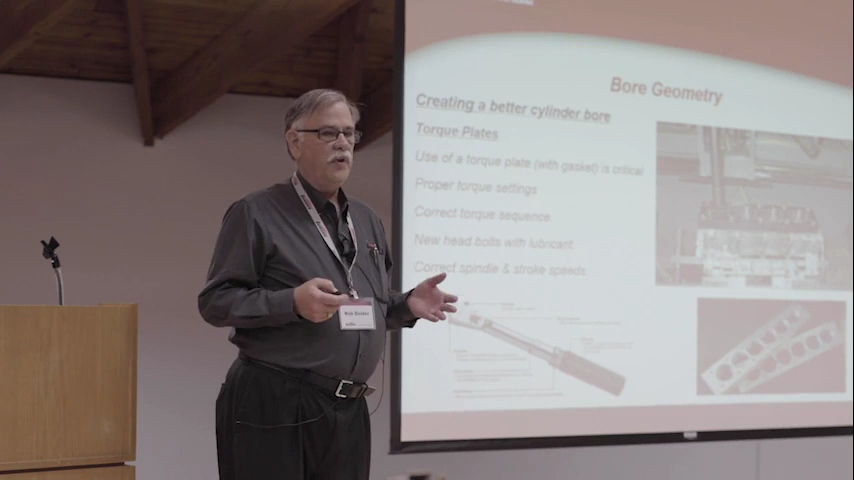 Bore Geometry
Creating a better cylinder bore
Torque Plates
Use of a torque plate (with gasket) is critical
Proper torque settings
Correct torque sequence
New head bolts with lubricant
Correct spindle & stroke speeds